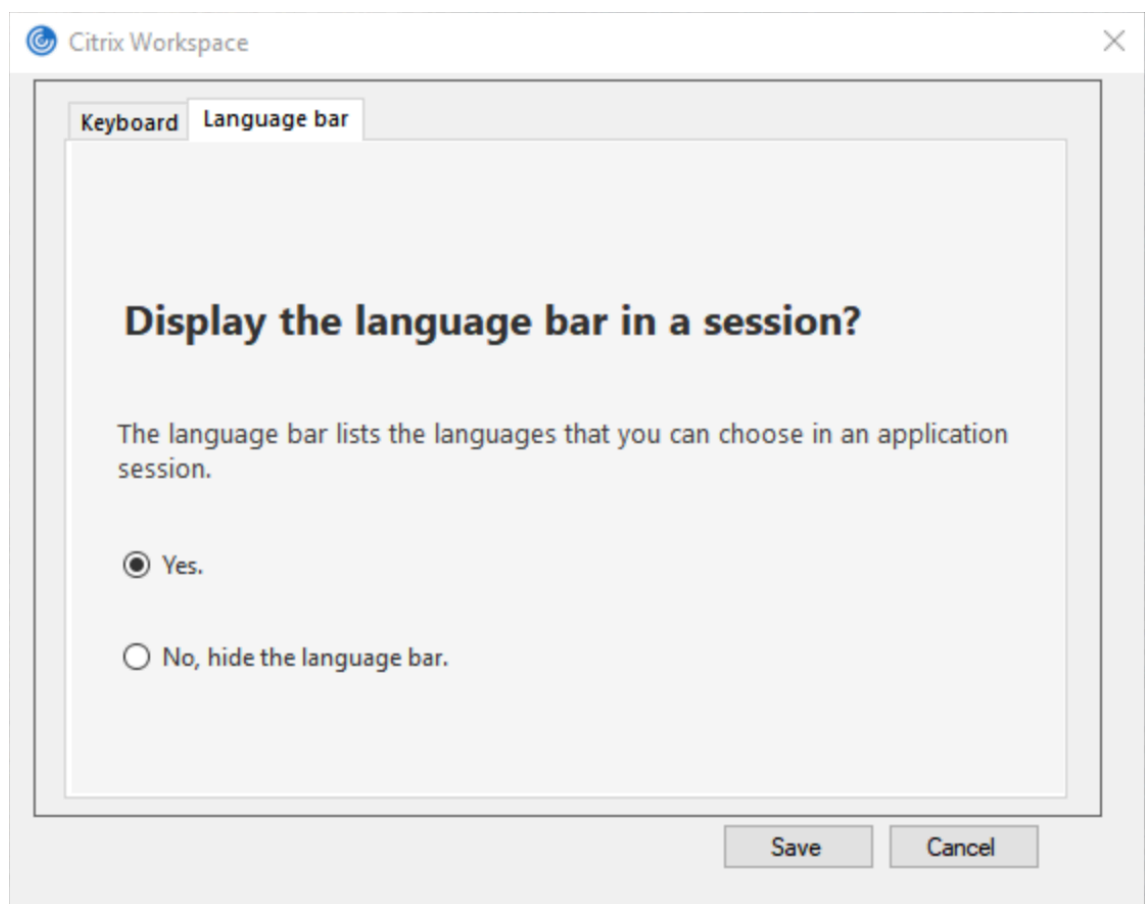 Citrix Workspace
Keyboard
Language bar
Display the language bar in a session?
The language bar lists the languages that you can choose in an application
session.
Yes.
No, hide the language bar.
Save
Cancel